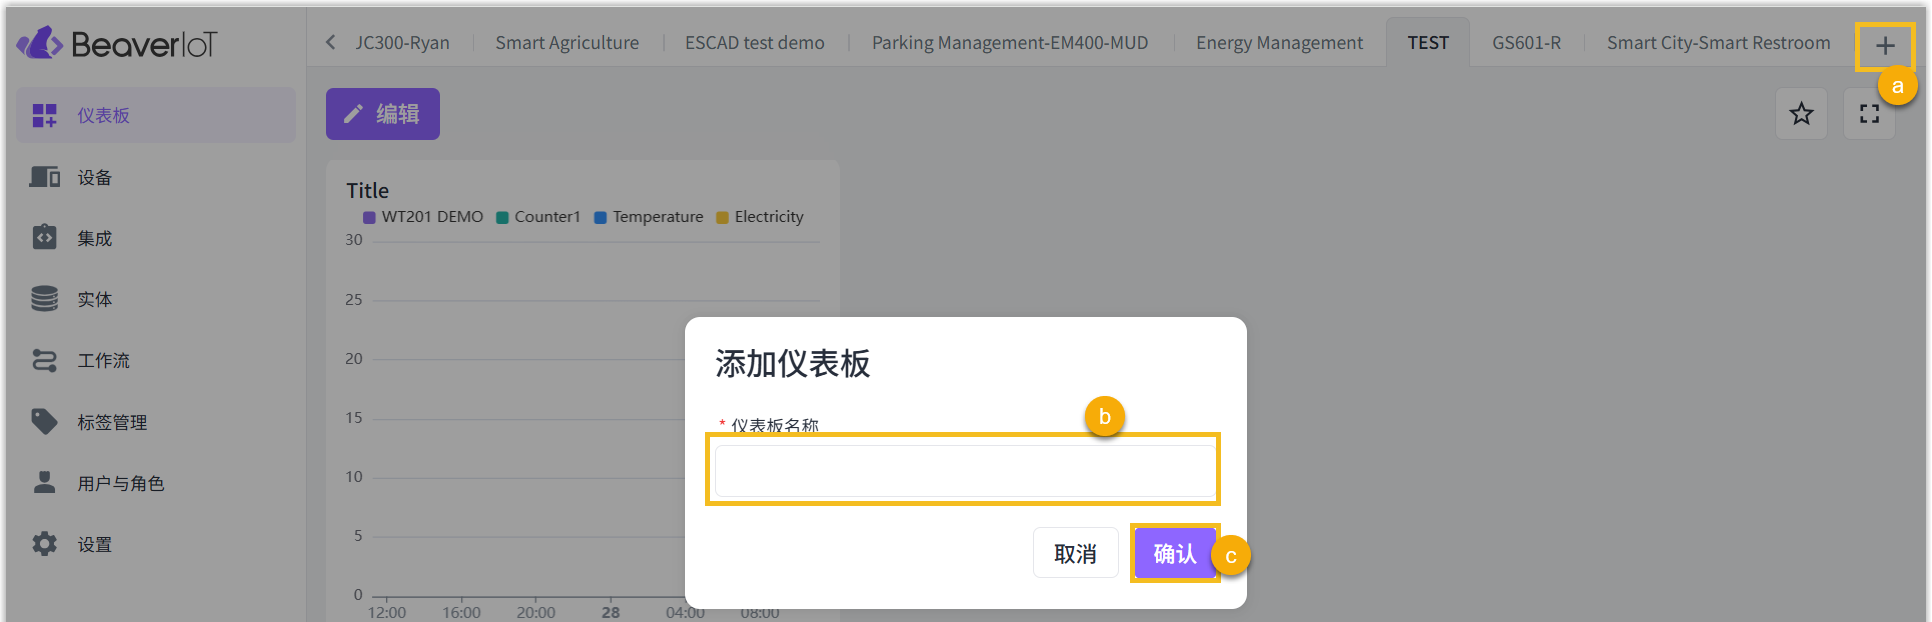 BeaverIoT
JC300-Ryan
Smart Agriculture
ESCAD test demo
Parking Management-EM400-MUD
Energy Management
TEST
GS601-R
Smart City-Smart Restroom
a
仪表板
设备
集成
实体
工作流
标签管理
用户与角色
设置
编辑
Title
WT201 DEMO
Counter1
Temperature
Electricity
30
25
20
15
10
5
0
12:00
16:00
20:00
28
04:00
08:00
添加仪表板
* 仪表板名称
b
取消
确认
c